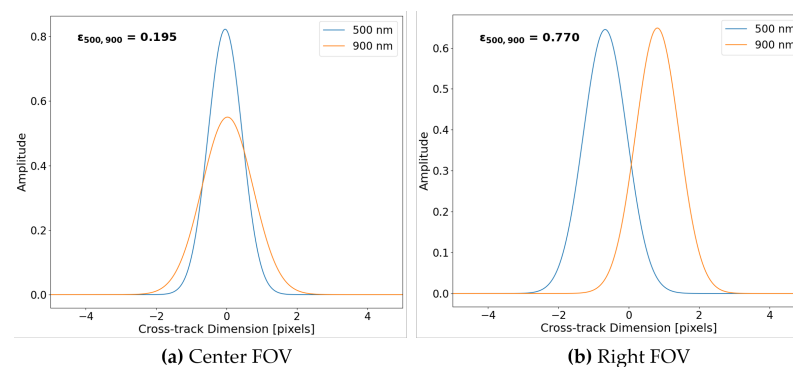 ε500, 900 = 0.195
500 nm
900 nm
0.8
0.6
0.4
0.2
0.0
Amplitude
−4
−2
0
2
4
Cross-track Dimension [pixels]
(a) Center FOV
ε500, 900 = 0.770
500 nm
900 nm
0.6
0.5
0.4
0.3
0.2
0.1
0.0
Amplitude
−4
−2
0
2
4
Cross-track Dimension [pixels]
(b) Right FOV